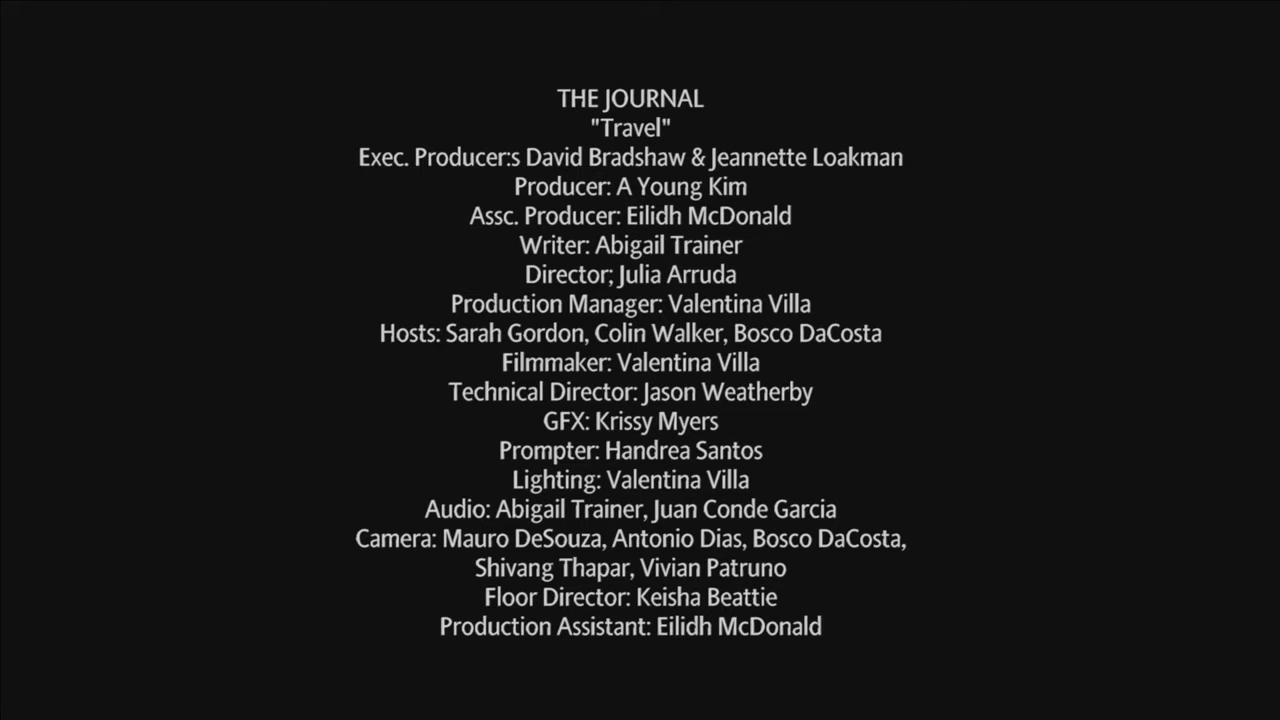 THE JOURNAL
"Travel"
Exec. Producer:s David Bradshaw & Jeannette Loakman
Producer: A Young Kim
Assc. Producer: Eilidh McDonald
Writer: Abigail Trainer
Director; Julia Arruda
Production Manager: Valentina Villa
Hosts: Sarah Gordon, Colin Walker, Bosco DaCosta
Filmmaker: Valentina Villa
Technical Director: Jason Weatherby
GFX: Krissy Myers
Prompter: Handrea Santos
Lighting: Valentina Villa
Audio: Abigail Trainer, Juan Conde Garcia
Camera: Mauro DeSouza, Antonio Dias, Bosco DaCosta,
Shivang Thapar, Vivian Patruno
Floor Director: Keisha Beattie
Production Assistant: Eilidh McDonald